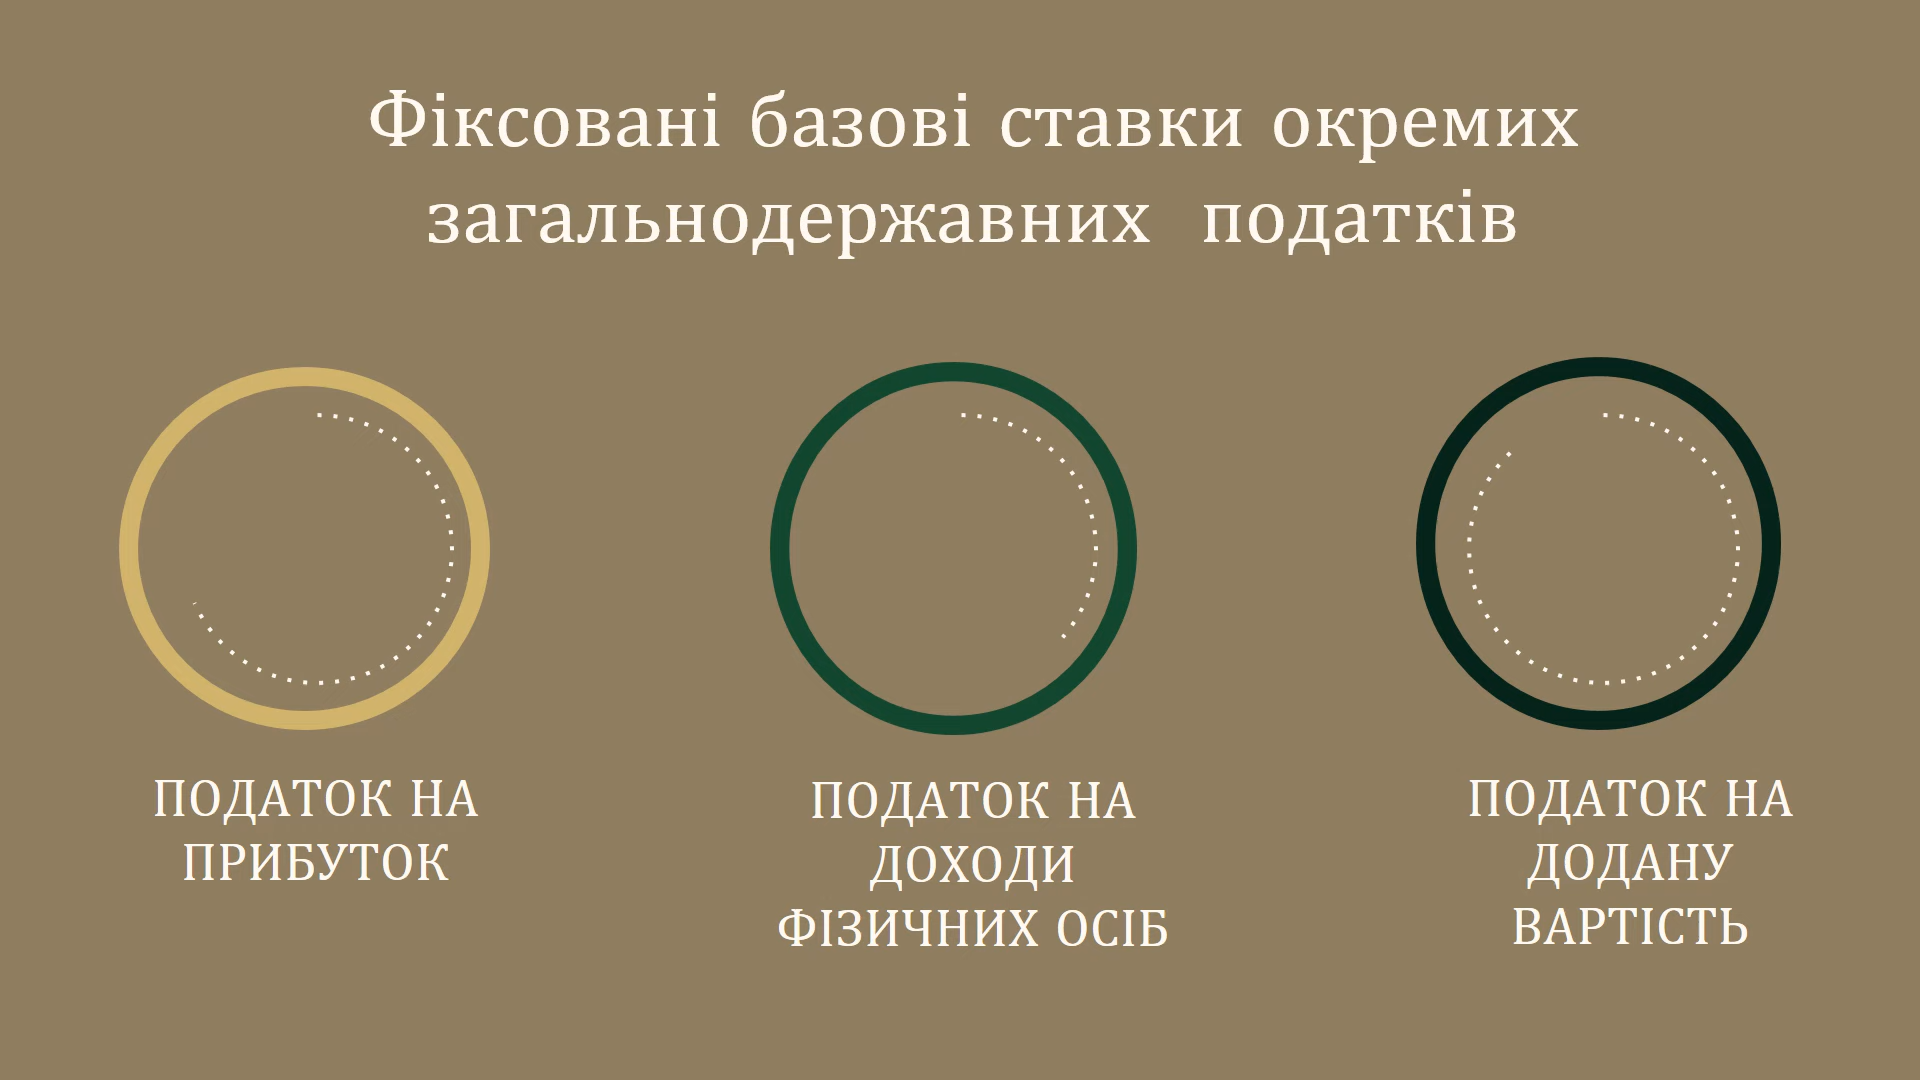 Фіксовані базові ставки окремих
загальнодержавних податків
ПОДАТОК НА
ПРИБУТОК
ПОДАТОК НА
ДОХОДИ
ФІЗИЧНИХ ОСІБ
ПОДАТОК НА
ДОДАНУ
ВАРТІСТЬ